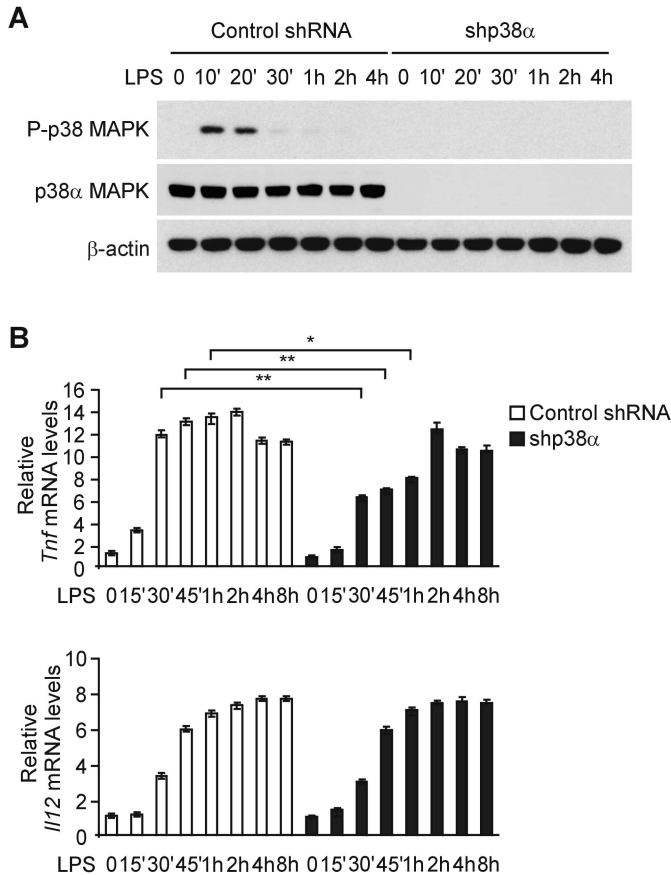 A
Control shRNA shp38α
LPS 0 10' 20' 30' 1h 2h 4h 0 10' 20' 30' 1h 2h 4h
P-p38 MAPK
p38α MAPK
β-actin
B
*
**
**
16
14
12
10
8
6
4
2
0
Relative
Tnf mRNA levels
Control shRNA
shp38α
LPS 0 15' 30' 45' 1h 2h 4h 8h 0 15' 30' 45' 1h 2h 4h 8h
10
8
6
4
2
0
Relative
Il12 mRNA levels
LPS 0 15' 30' 45' 1h 2h 4h 8h 0 15' 30' 45' 1h 2h 4h 8h